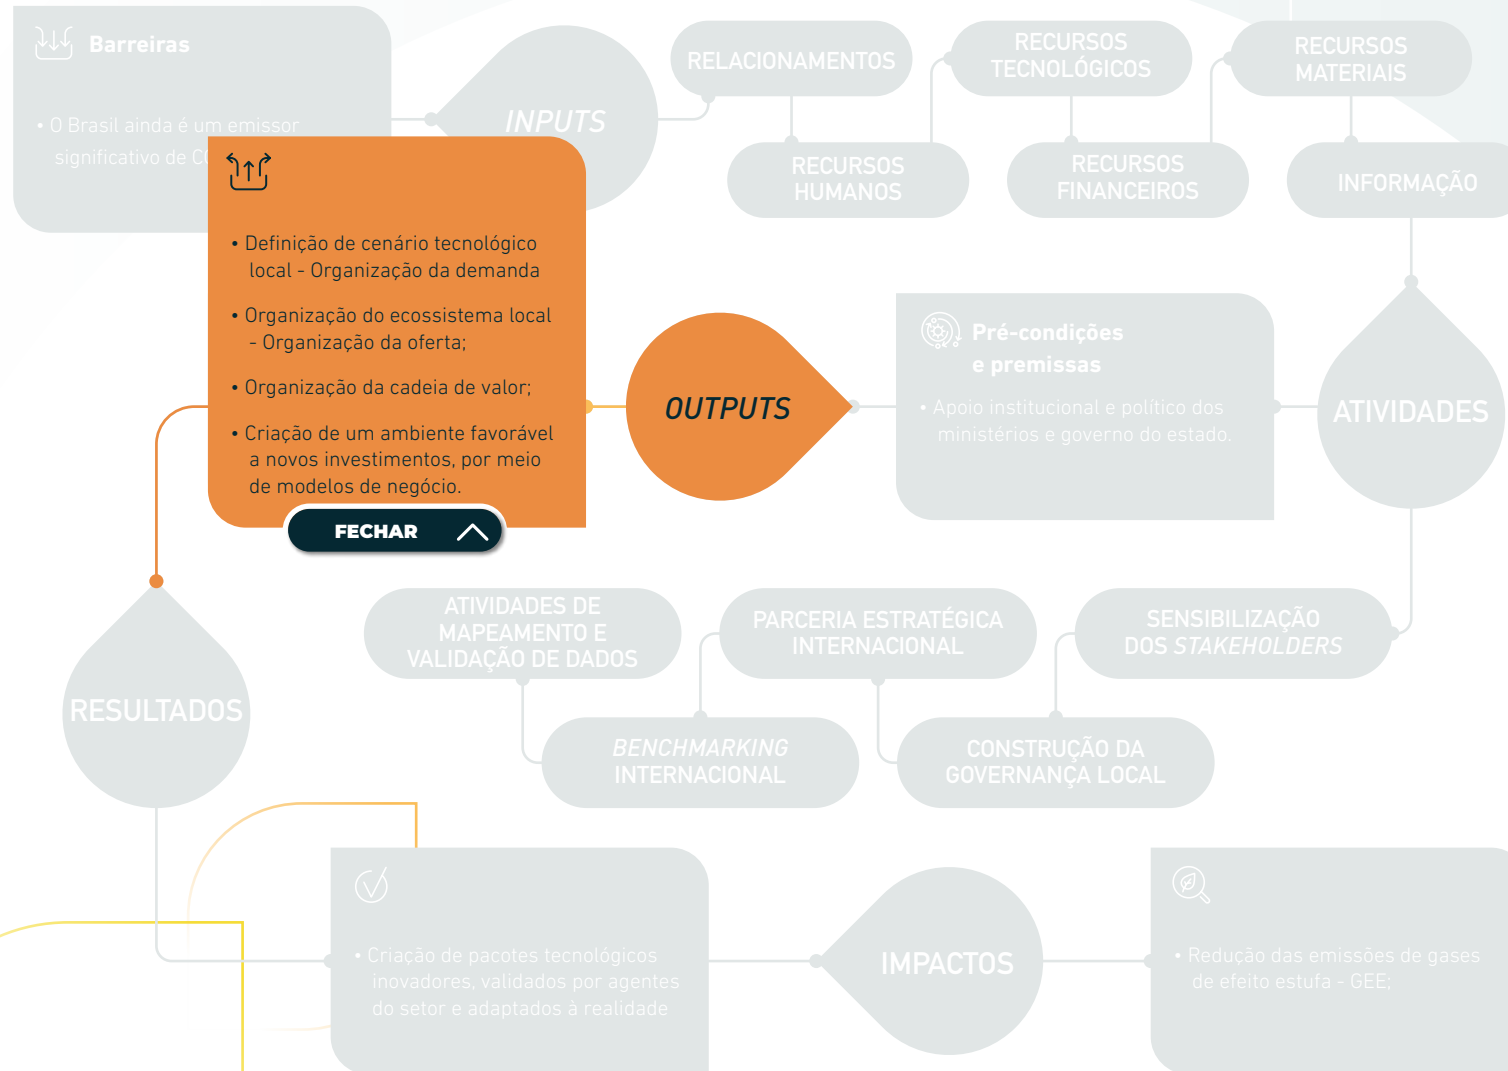 Barreiras
• O Brasil ainda é um emissor
significativo de
INPUTS
RELACIONAMENTOS
RECURSOS
HUMANOS
RECURSOS
TECNOLÓGICOS
RECURSOS
FINANCEIROS
RECURSOS
MATERIAIS
INFORMAÇÃO
• Definição de cenário tecnológico
local - Organização da demanda
• Organização do ecossistema local
- Organização da oferta;
• Organização da cadeia de valor;
• Criação de um ambiente favorável
a novos investimentos, por meio
de modelos de negócio.
FECHAR
OUTPUTS
Pré-condições
e premissas
• Apoio institucional e político dos
ministérios e governo do estado.
ATIVIDADES
ATIVIDADES DE
MAPEAMENTO E
VALIDAÇÃO DE DADOS
BENCHMARKING
INTERNACIONAL
PARCERIA ESTRATÉGICA
INTERNACIONAL
CONSTRUÇÃO DA
GOVERNANÇA LOCAL
SENSIBILIZAÇÃO
DOS STAKEHOLDERS
RESULTADOS
• Criação de pacotes tecnológicos
inovadores, validados por agentes
do setor e adaptados à realidade
IMPACTOS
• Redução das emissões de gases
de efeito estufa - GEE;